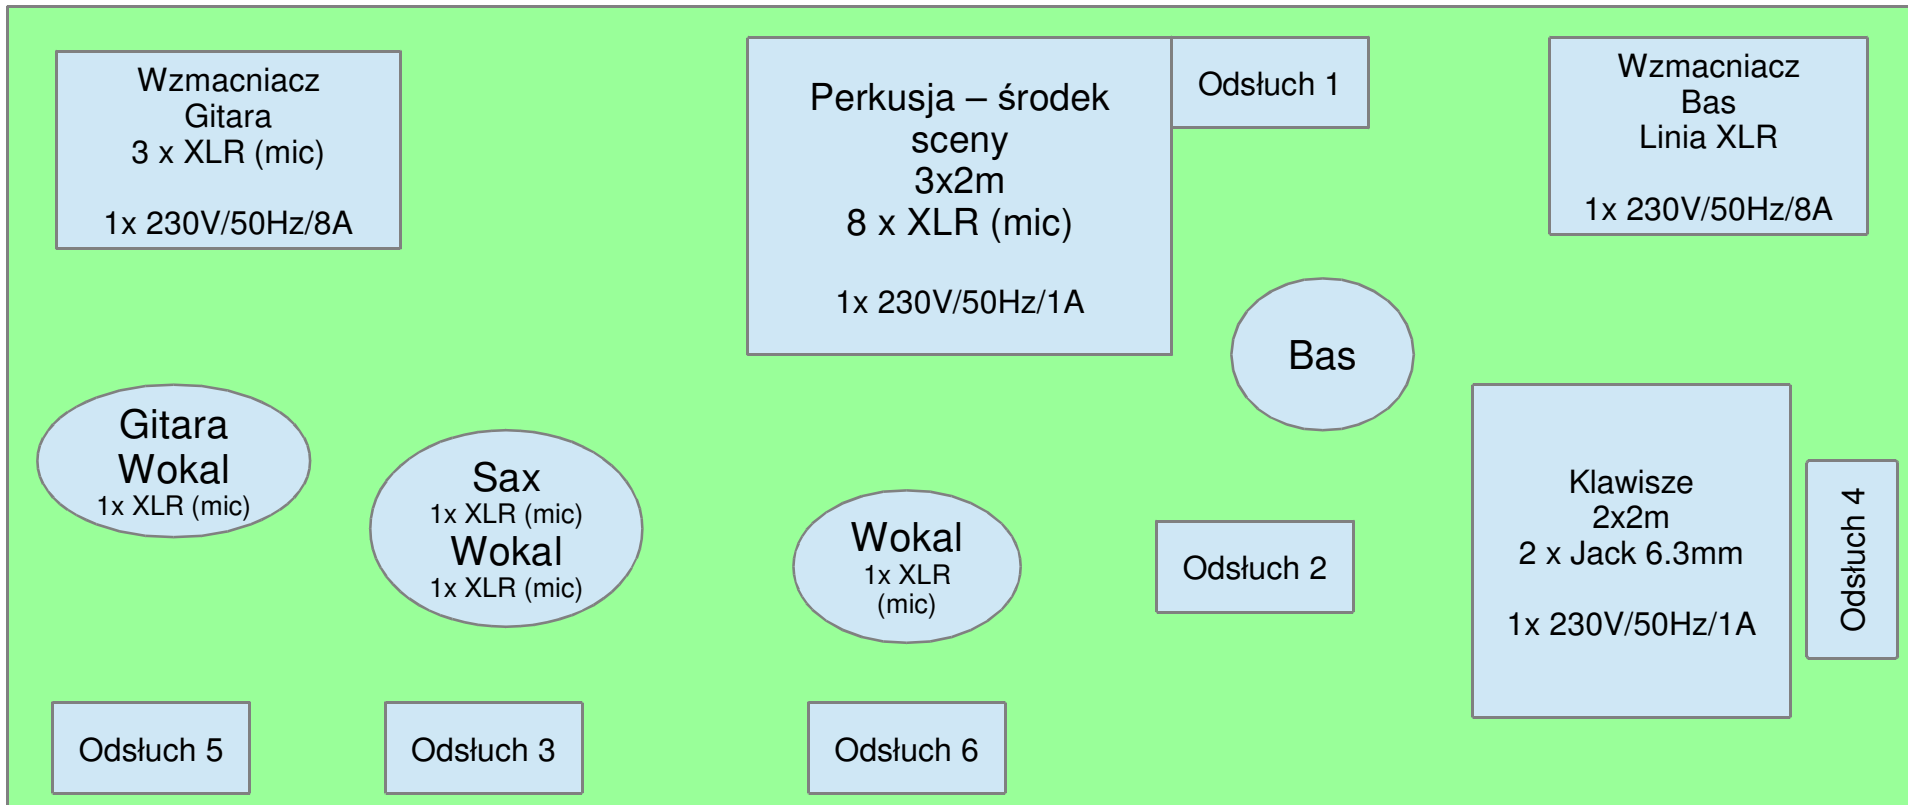 Wzmacniacz
Gitara
3 x XLR (mic)
1x 230V/50Hz/8A
Perkusja – środek
sceny
3x2m
8 x XLR (mic)
1x 230V/50Hz/1A
Odsłuch 1
Wzmacniacz
Bas
Linia XLR
1x 230V/50Hz/8A
Bas
Gitara
Wokal
1x XLR (mic)
Sax
1x XLR (mic)
Wokal
1x XLR (mic)
Wokal
1x XLR
(mic)
Odsłuch 2
Klawisze
2x2m
2 x Jack 6.3mm
1x 230V/50Hz/1A
Odsłuch 4
Odsłuch 5
Odsłuch 3
Odsłuch 6